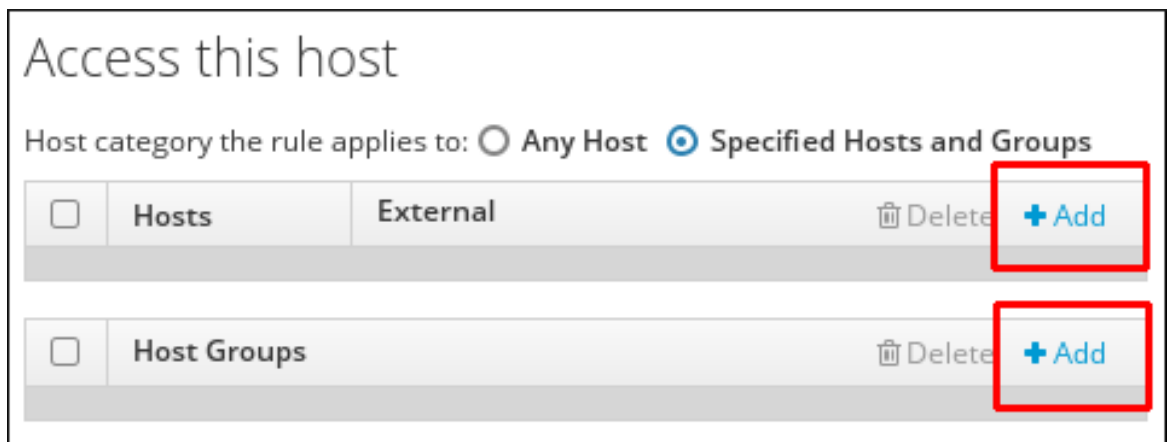 Access this host
Host category the rule applies to: Any Host Specified Hosts and Groups
Hosts External Delete Add
Host Groups Delete Add